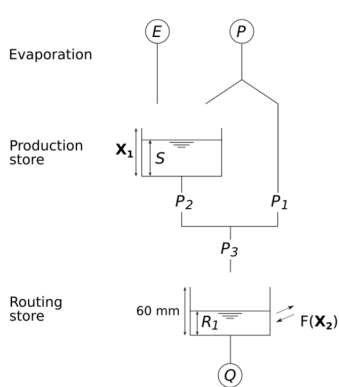 E
P
Evaporation
Production
store
X1
S
P2
P1
P3
Routing
store
60 mm
R1
F(X2)
Q